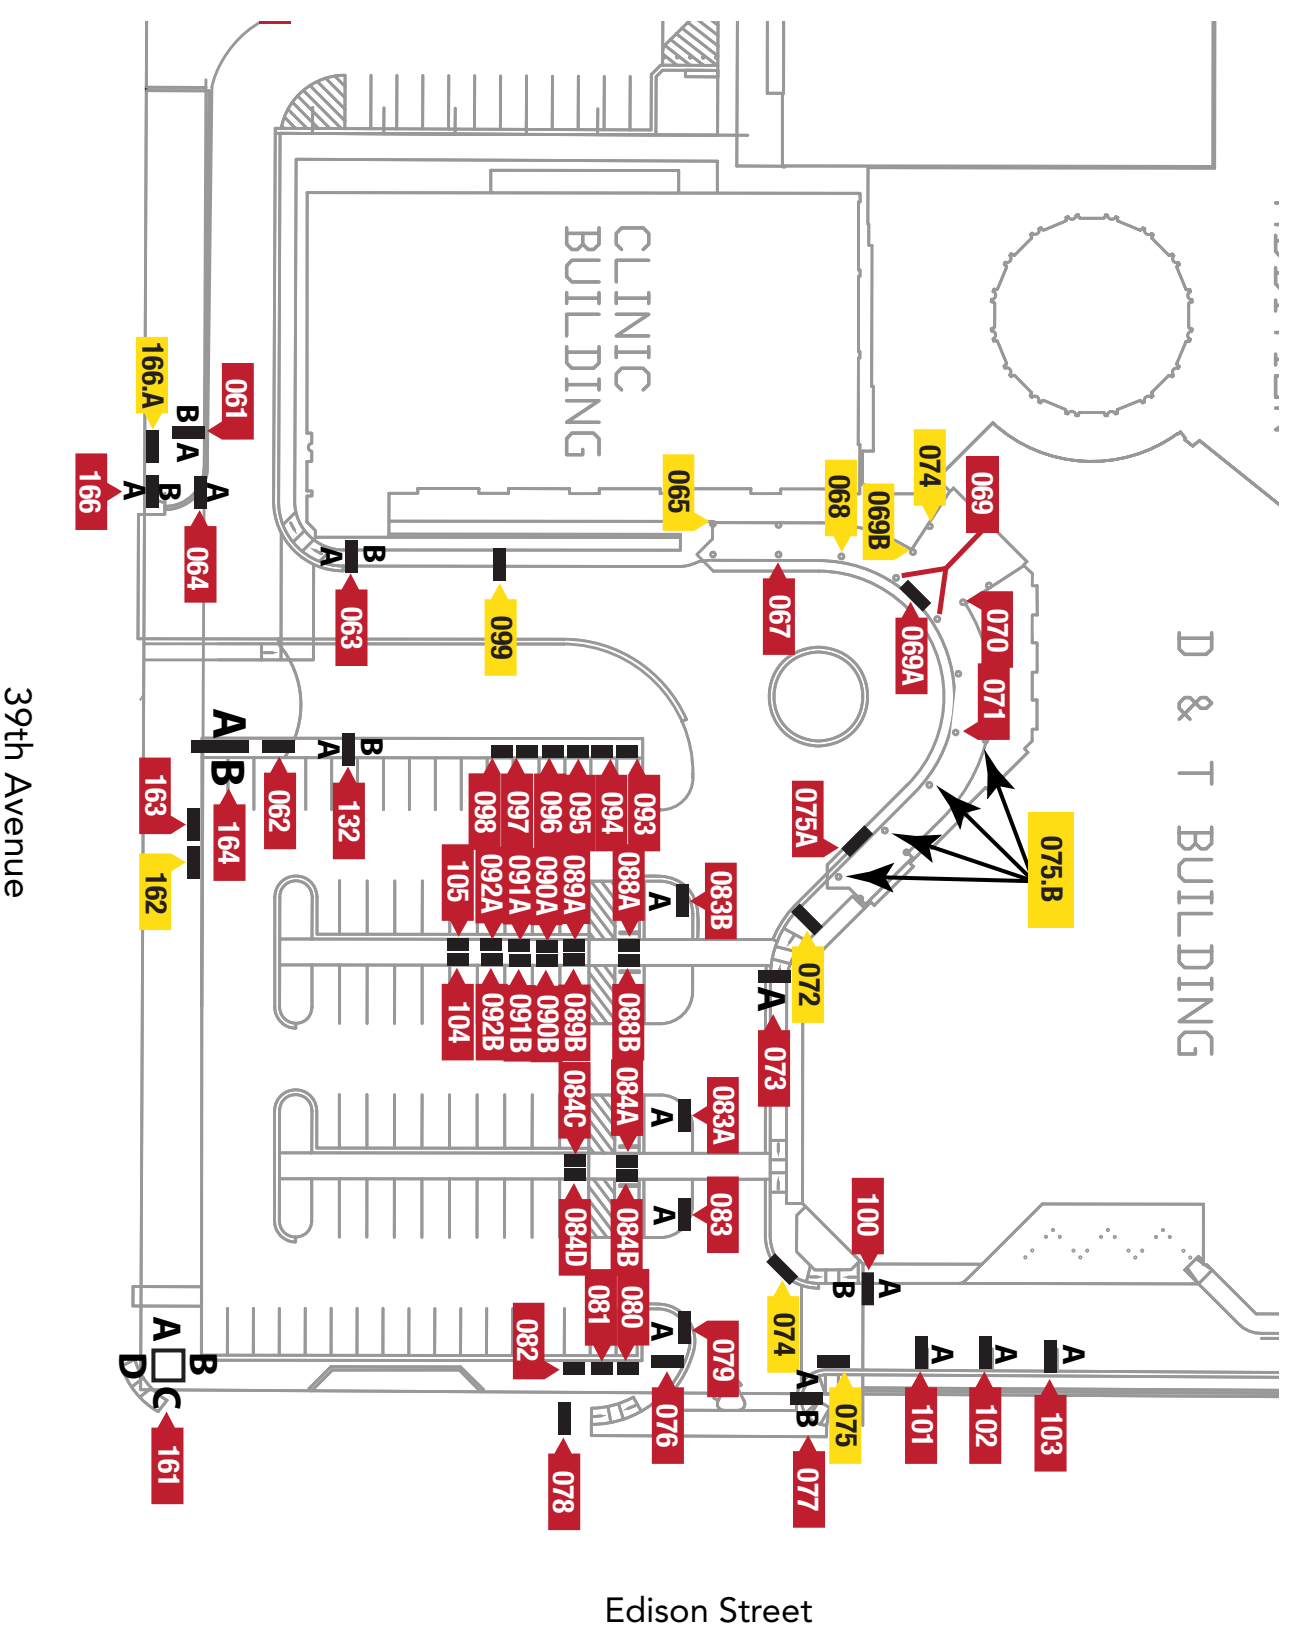 CLINIC
BUILDING
D & T BUILDING
166.A
061
B
A
166
A
B
A
064
065
068
069B
074
069
A
B
063
099
067
069A
070
071
075A
075.B
A
B
163
162
164
062
A
B
132
098
097
096
095
094
093
105
092A
091A
090A
089A
088A
A
083B
104
092B
091B
090B
089B
088B
072
A
073
084C
084A
A
083A
084D
084B
A
083
100
A
B
081
080
082
A
079
074
A
A
A
101
102
103
076
078
A
B
077
075
A
B
C
D
161
39th Avenue
Edison Street